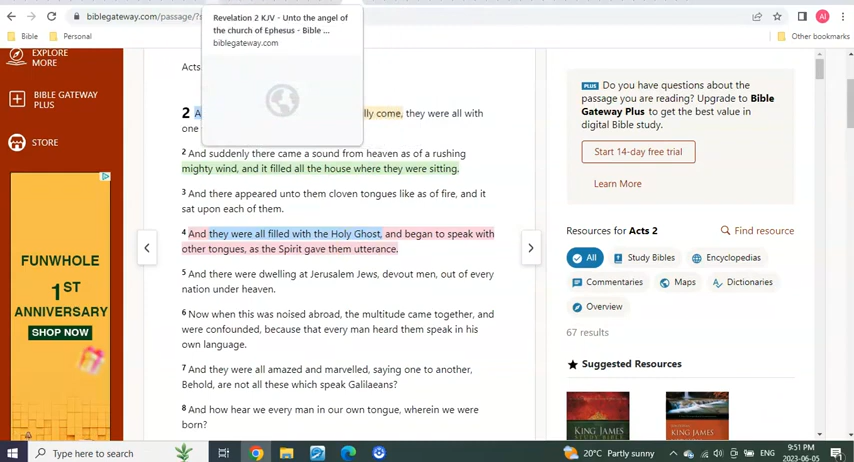 biblegateway.com/passage/?s
AI
Bible
Personal
Other bookmarks
Revelation 2 KJV - Unto the angel of
the church of Ephesus - Bible ...
biblegateway.com
EXPLORE
MORE
BIBLE GATEWAY
PLUS
STORE
FUNWHOLE
1ST
ANNIVERSARY
SHOP NOW
Acts
2 A lly come, they were all with
one
2 And suddenly there came a sound from heaven as of a rushing
mighty wind, and it filled all the house where they were sitting.
3 And there appeared unto them cloven tongues like as of fire, and it
sat upon each of them.
4 And they were all filled with the Holy Ghost, and began to speak with
other tongues, as the Spirit gave them utterance.
5 And there were dwelling at Jerusalem Jews, devout men, out of every
nation under heaven.
6 Now when this was noised abroad, the multitude came together, and
were confounded, because that every man heard them speak in his
own language.
7 And they were all amazed and marvelled, saying one to another,
Behold, are not all these which speak Galilaeans?
8 And how hear we every man in our own tongue, wherein we were
born?
PLUS Do you have questions about the
passage you are reading? Upgrade to Bible
Gateway Plus to get the best value in
digital Bible study.
Start 14-day free trial
Learn More
Resources for Acts 2
Find resource
All
Study Bibles
Encyclopedias
Commentaries
Maps
Dictionaries
Overview
67 results
Suggested Resources
KING JAMES
STUDY BIBLE
KING JAMES
Type here to search
20°C Partly sunny
ENG
9:51 PM
2023-06-05